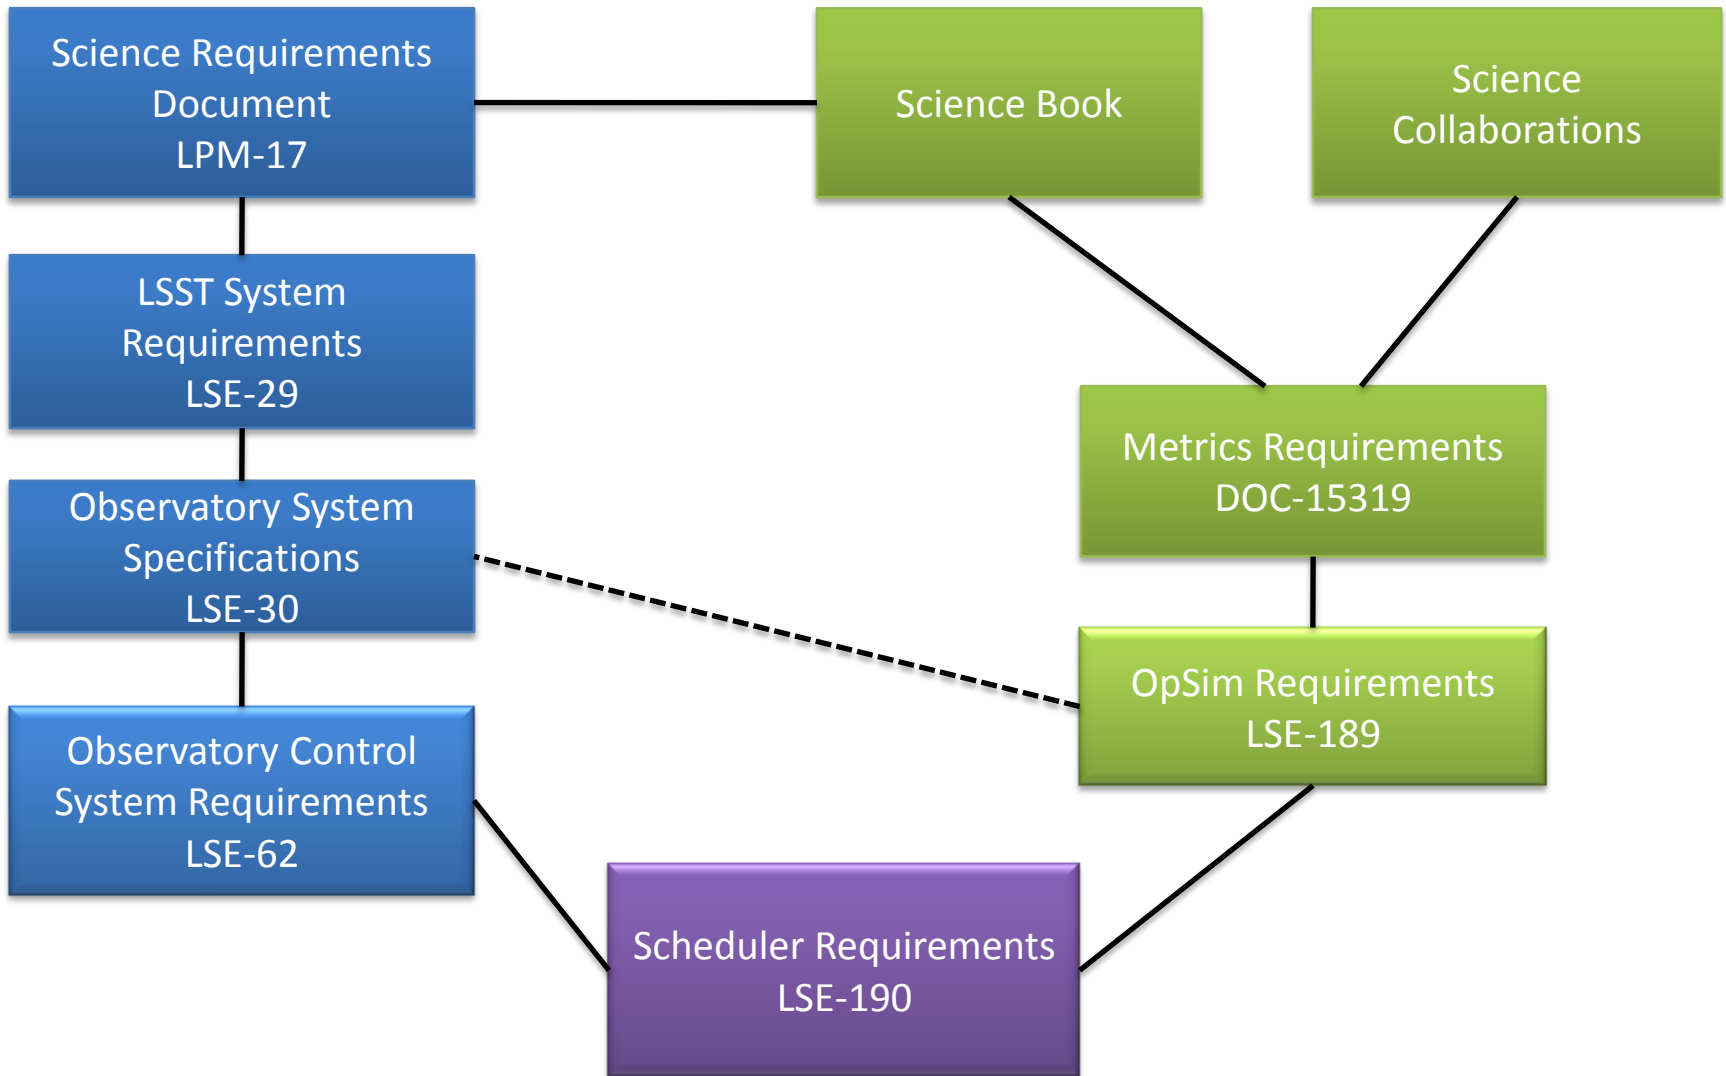 Science Requirements
Document
LPM-17
Science Book
Science
Collaborations
LSST System
Requirements
LSE-29
Metrics Requirements
DOC-15319
Observatory System
Specifications
LSE-30
OpSim Requirements
LSE-189
Observatory Control
System Requirements
LSE-62
Scheduler Requirements
LSE-190